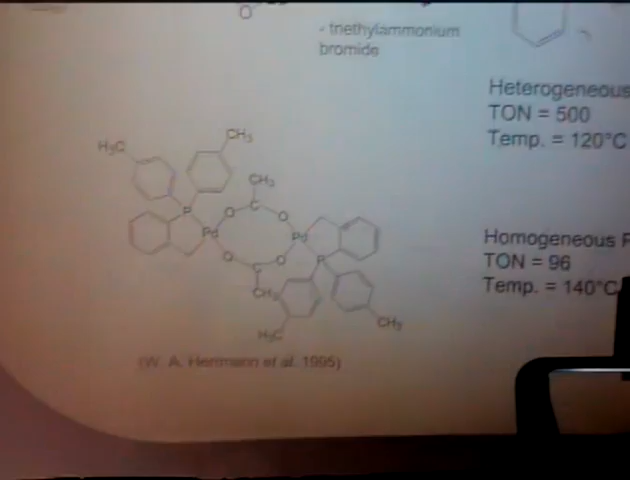 - triethylammonium
bromide
Heterogeneous
TON = 500
Temp. = 120°C
H₃C
CH₃
CH₃
P
O
C
O
Pd
Pd
O
C
O
P
CH₃
H₃C
CH₃
Homogeneous P
TON = 96
Temp. = 140°C
(W. A. Herrmann et al. 1995)